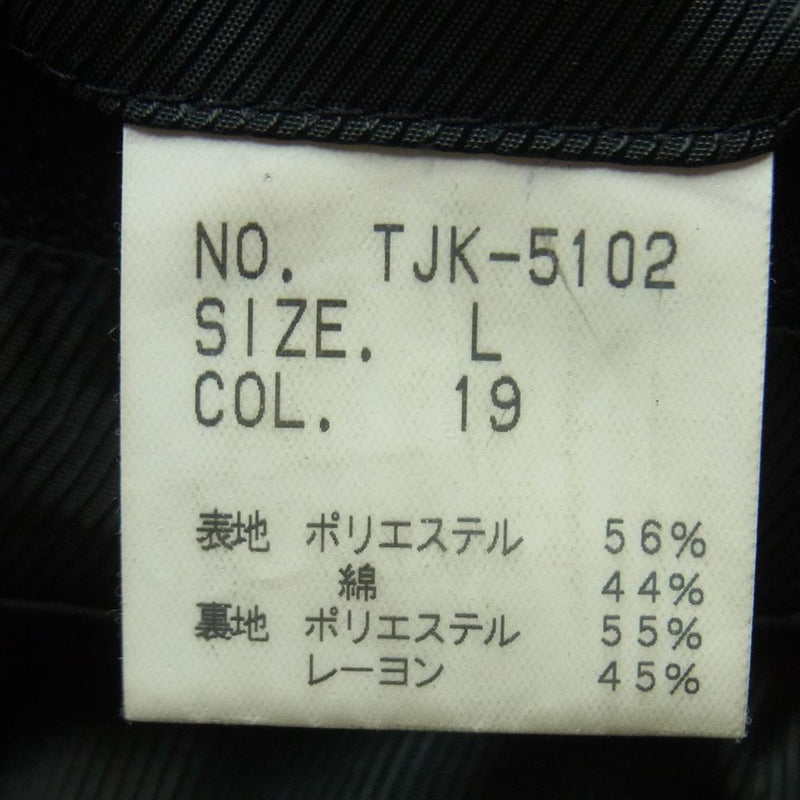 NO. TJK-5102
SIZE. L
COL. 19
表地 ポリエステル 56%
綿 44%
裏地 ポリエステル 55%
レーヨン 45%